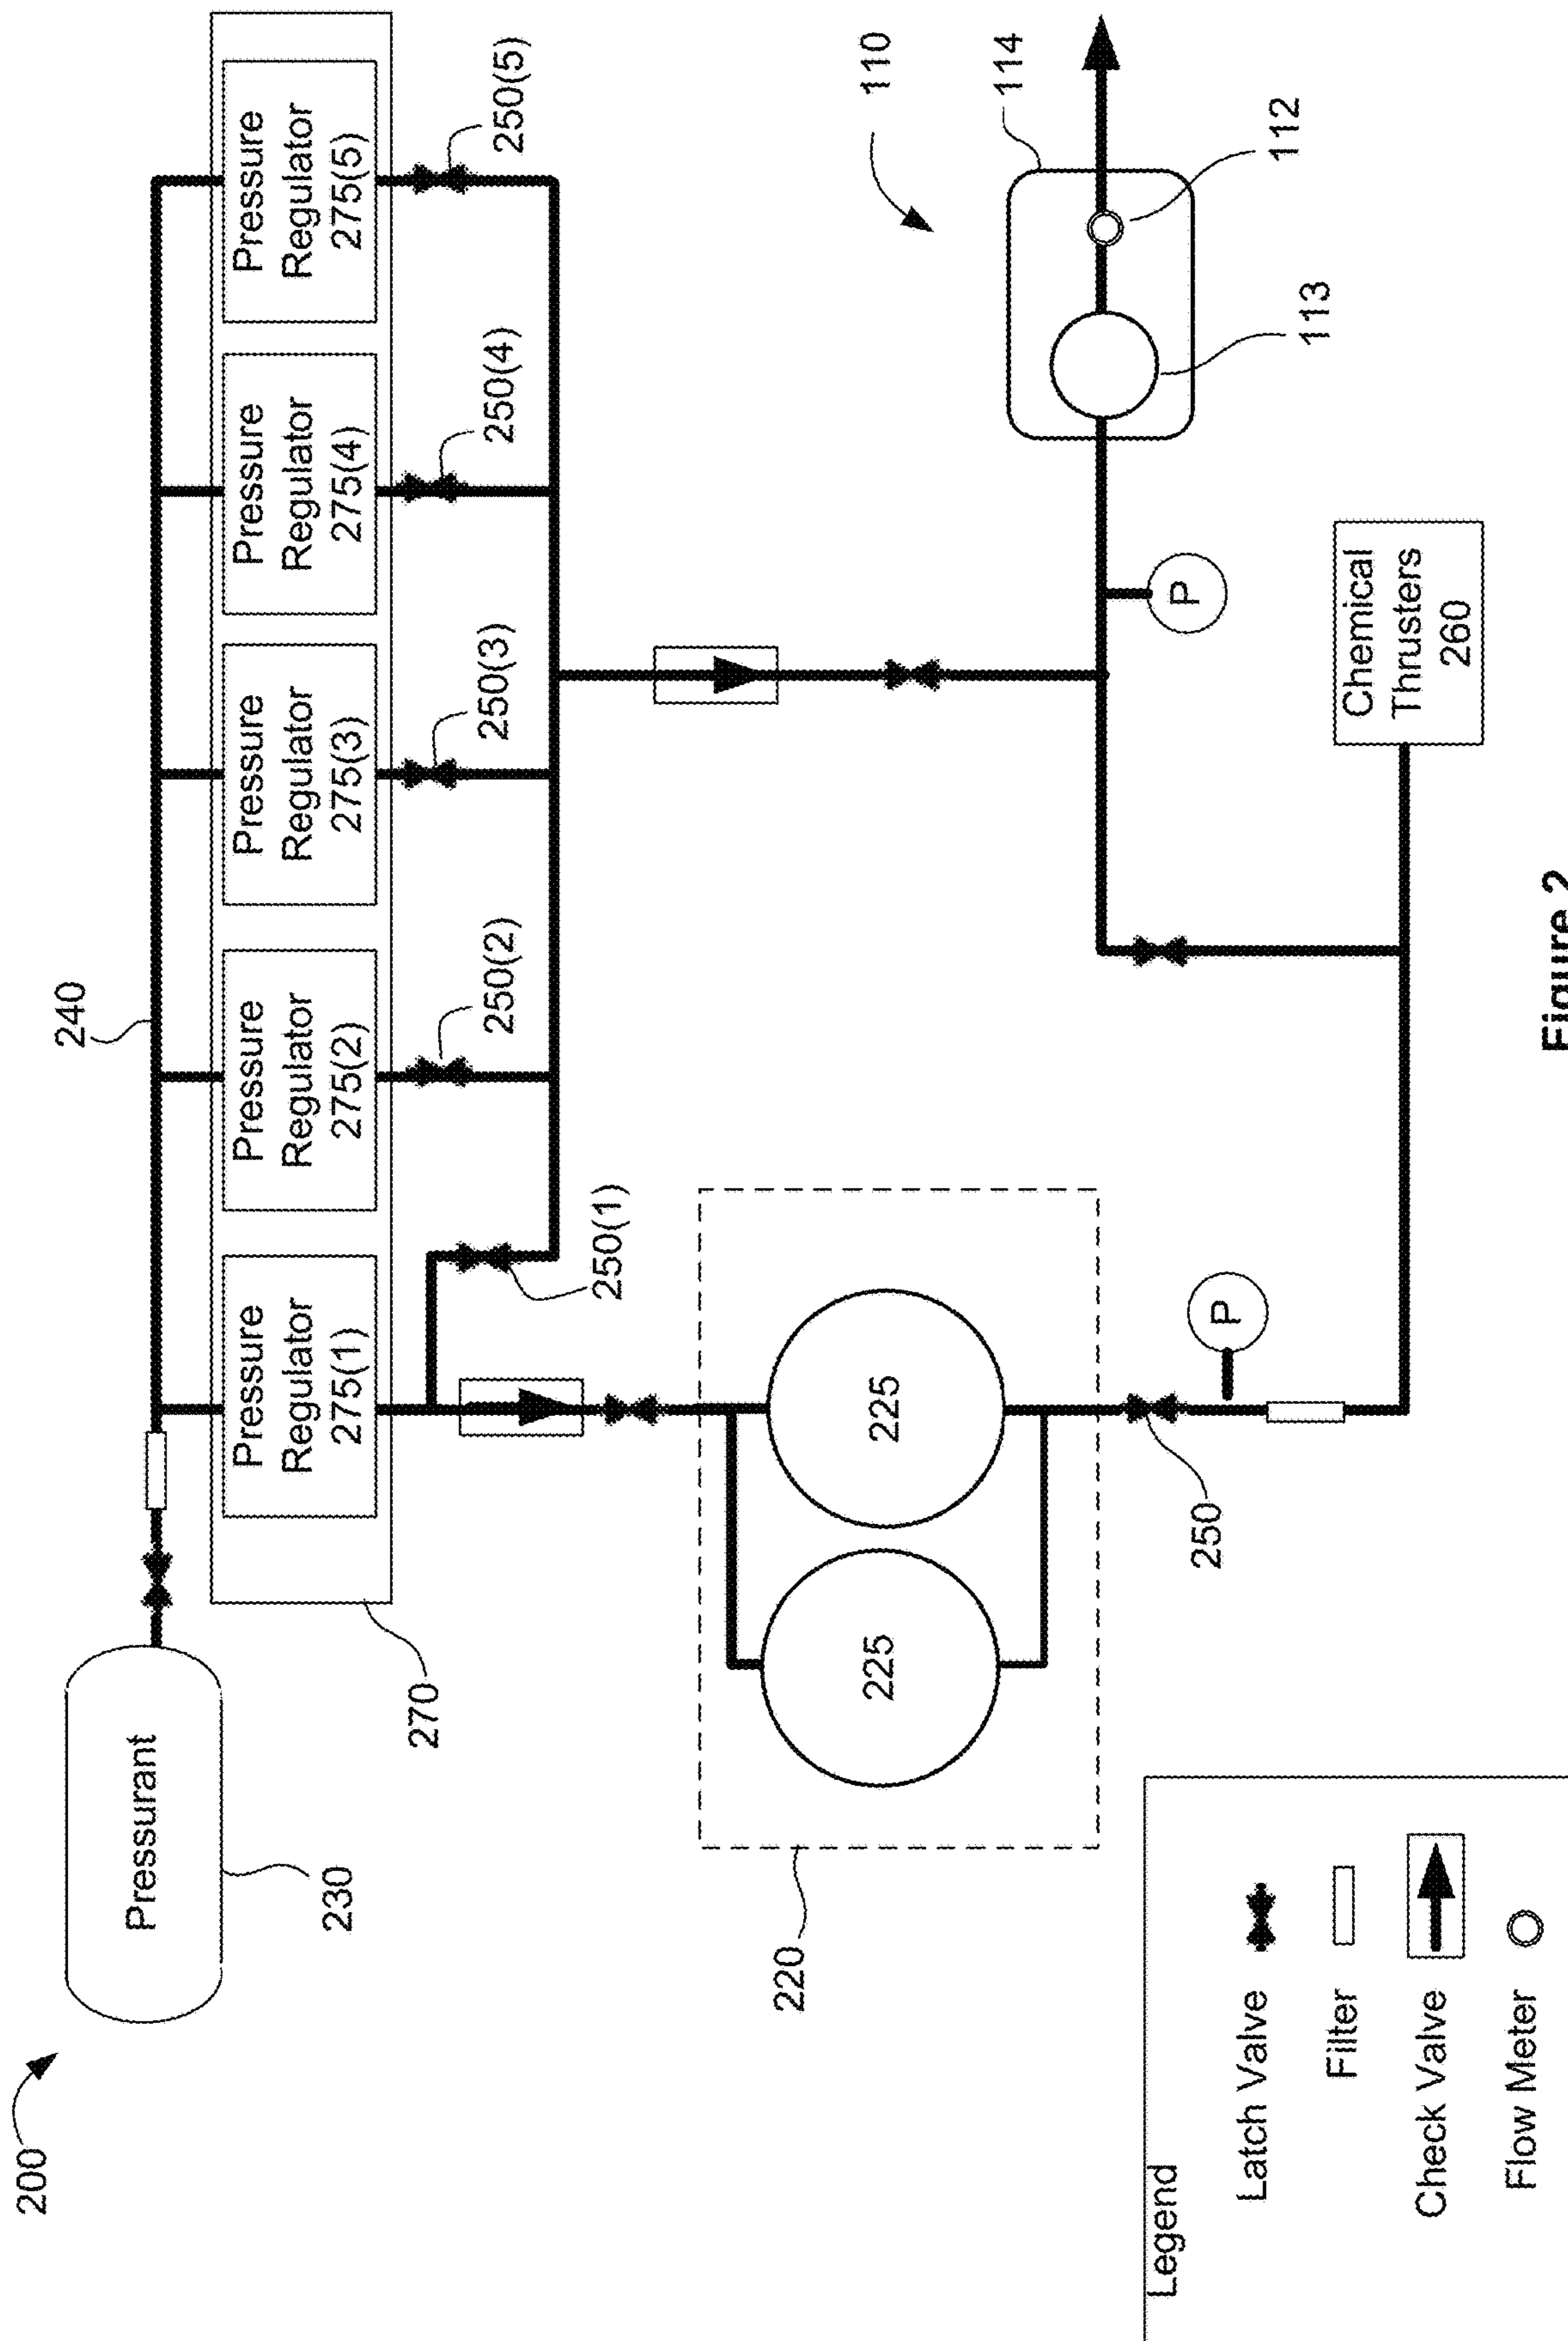 200
Pressurant
230
240
Pressure
Regulator
275(1)
Pressure
Regulator
275(2)
Pressure
Regulator
275(3)
Pressure
Regulator
275(4)
Pressure
Regulator
275(5)
270
250(1)
250(2)
250(3)
250(4)
250(5)
220
225
225
250
P
P
110
114
112
113
Chemical
Thrusters
260
Legend
Latch Valve
Filter
Check Valve
Flow Meter
Figure 2